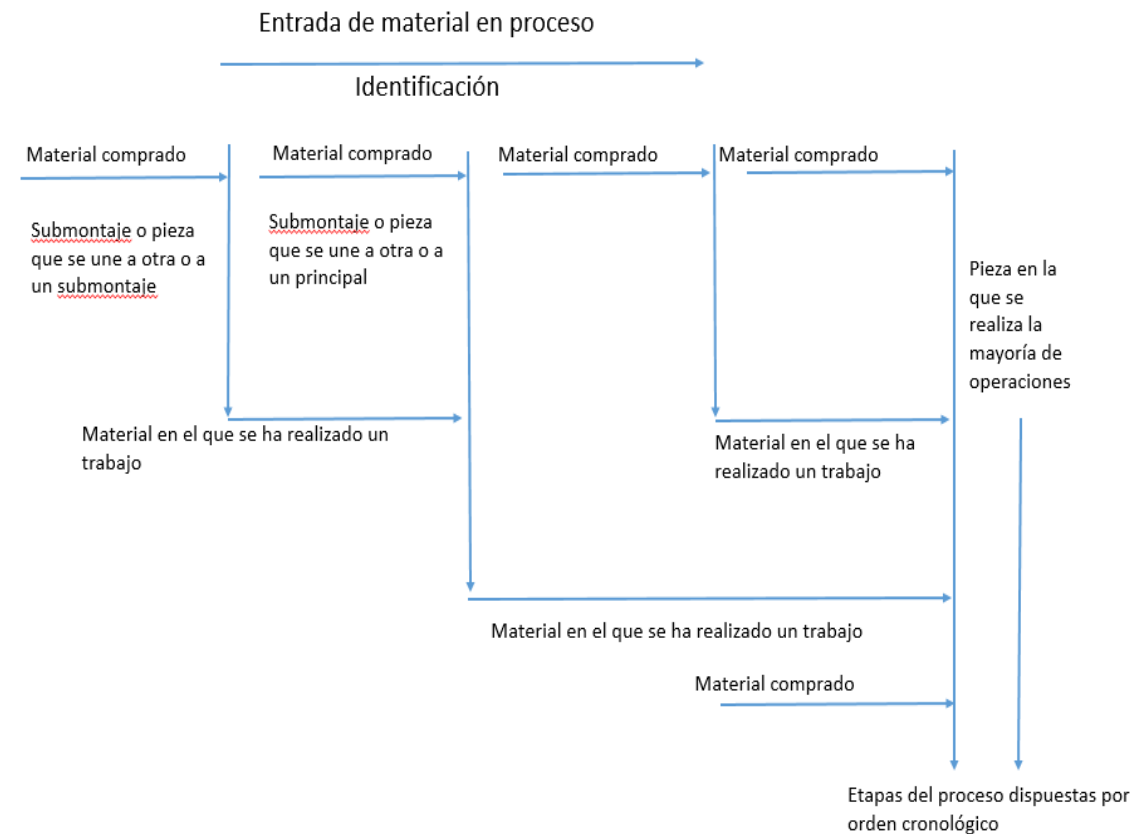 Entrada de material en proceso
Identificación
Material comprado
Material comprado
Material comprado
Material comprado
Submontaje o pieza
que se une a otra o a
un submontaje
Submontaje o pieza
que se une a otra o a
un principal
Pieza en la
que se
realiza la
mayoría de
operaciones
Material en el que se ha realizado un
trabajo
Material en el que se ha
realizado un trabajo
Material en el que se ha realizado un trabajo
Material comprado
Etapas del proceso dispuestas por
orden cronológico